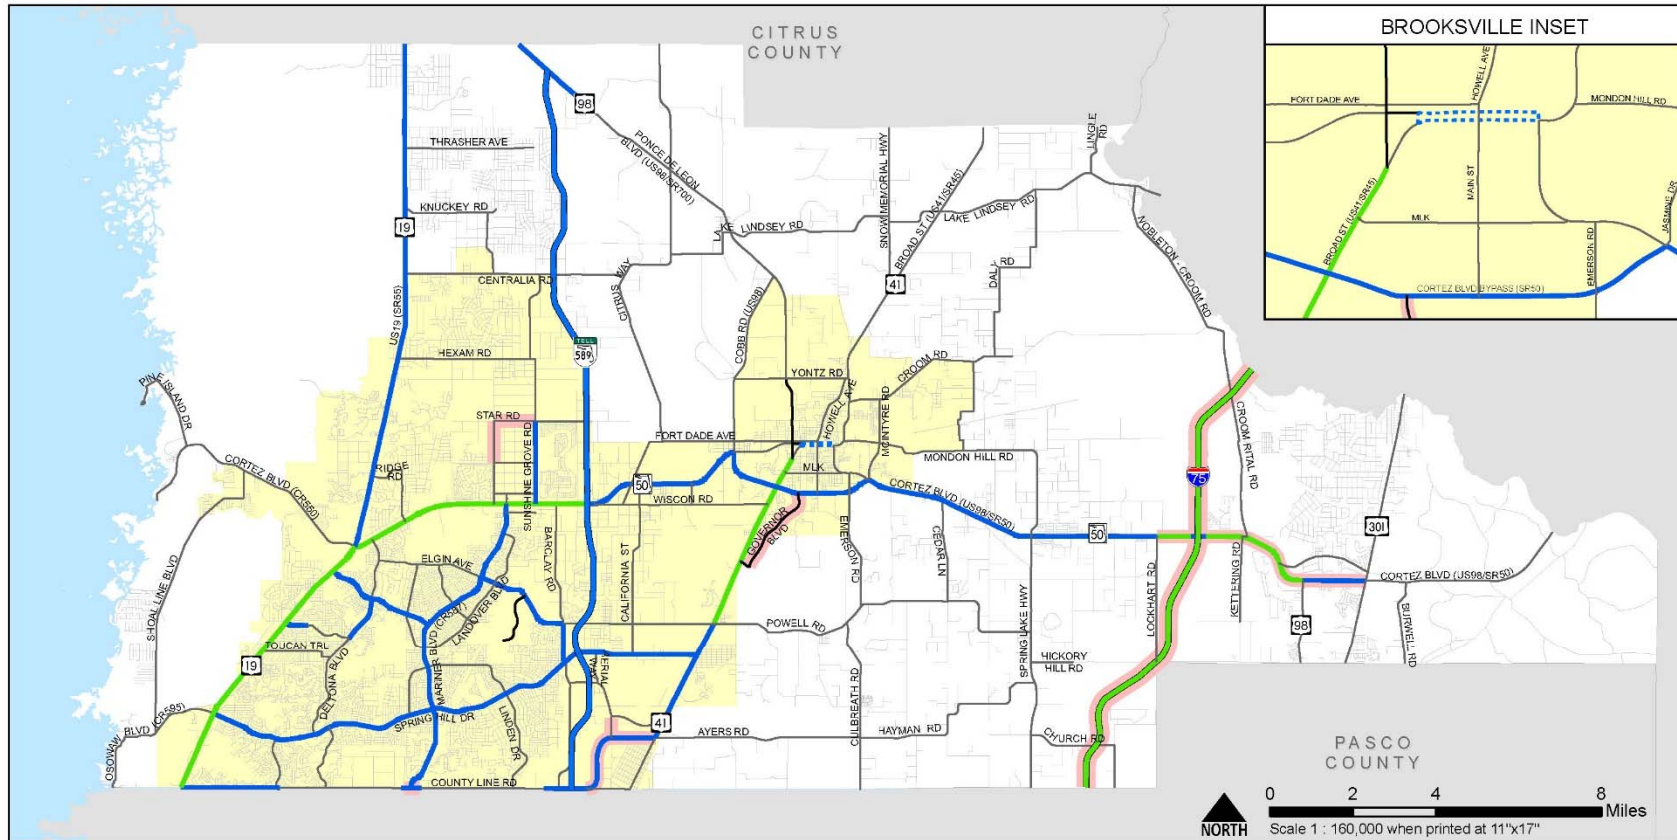 CITRUS
COUNTY
BROOKSVILLE INSET
FORT DADE AVE
HOWELL AVE
MONDON HILL RD
BROAD ST (US41/SR45)
MAIN ST
MLK
EMERSON RD
JASMINE DR
CORTEZ BLVD BYPASS (SR50)
98
THRASHER AVE
PONCE DE LEON
BLVD (US98/SR700)
SNOW MEMORIAL HWY
LINGLE
RD
KNUCKEY RD
19
LAKE LINDSEY RD
BROAD ST (US41/SR45)
LAKE LINDSEY RD
NOBLETON - CROOM RD
CENTRALIA RD
CITRUS WAY
41
DALL RD
US19 (SR55)
COBB RD (US98)
HEXAM RD
TOLL
589
PINE ISLAND DR
YONTZ RD
CROOM RD
STAR RD
SUNSHINE GROVE RD
FORT DADE AVE
HOWELL AVE
MCINTYRE RD
CROOM RITAL RD
MONDON HILL RD
MLK
RIDGE
RD
CORTEZ BLVD (CR550)
50
WISCON RD
CORTEZ BLVD (US98/SR50)
75
50
301
ELGIN AVE
BARCLAY RD
CALIFORNIA ST
GOVERNOR
BLVD
EMERSON RD
CEDAR LN
SPRING LAKE HWY
LOCKHART RD
KETTERING RD
CORTEZ BLVD (US98/SR50)
SHOAL LINE BLVD
MARINER BLVD (CR587)
LANDOVER BLVD
POWELL RD
98
BURWELL RD
TOUCAN TRL
19
DELTONA BLVD
AERIAL
WAY
HICKORY
HILL RD
OSOWAW BLVD (CR595)
SPRING HILL DR
LINDEN DR
41
AYERS RD
CULBREATH RD
HAYMAN RD
CHURCH RD
COUNTY LINE RD
PASCO
COUNTY
0 2 4 8
Miles
NORTH
Scale 1 : 160,000 when printed at 11"x17"